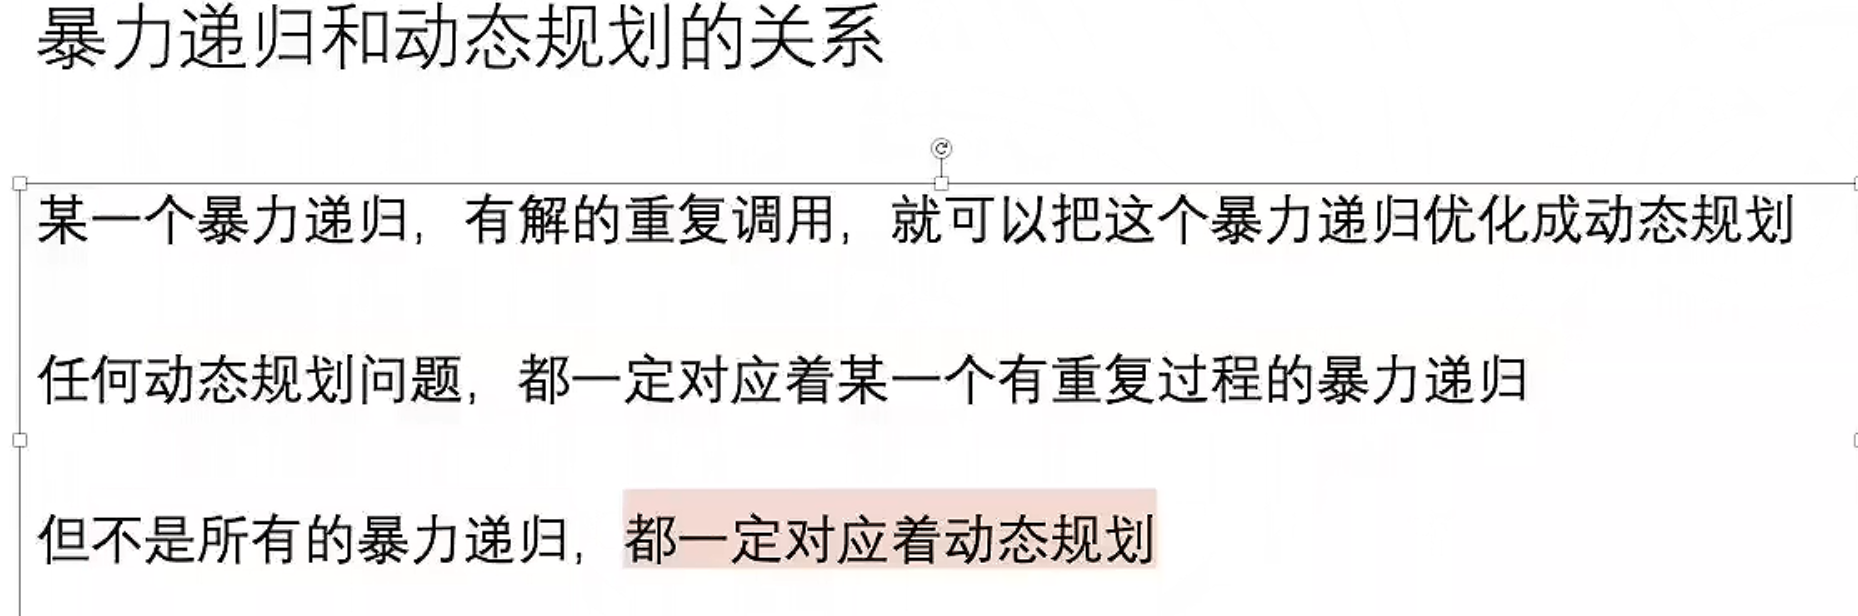 暴力递归和动态规划的关系
某一个暴力递归，有解的重复调用，就可以把这个暴力递归优化成动态规划
任何动态规划问题，都一定对应着某一个有重复过程的暴力递归
但不是所有的暴力递归，都一定对应着动态规划